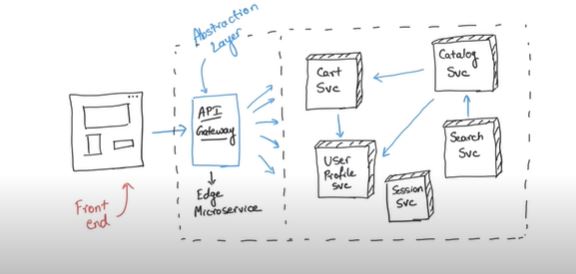 Abstraction
Layer
API
Gateway
Edge
Microservice
Front
end
Cart
Svc
Catalog
Svc
User
Profile
Svc
Search
Svc
Session
Svc